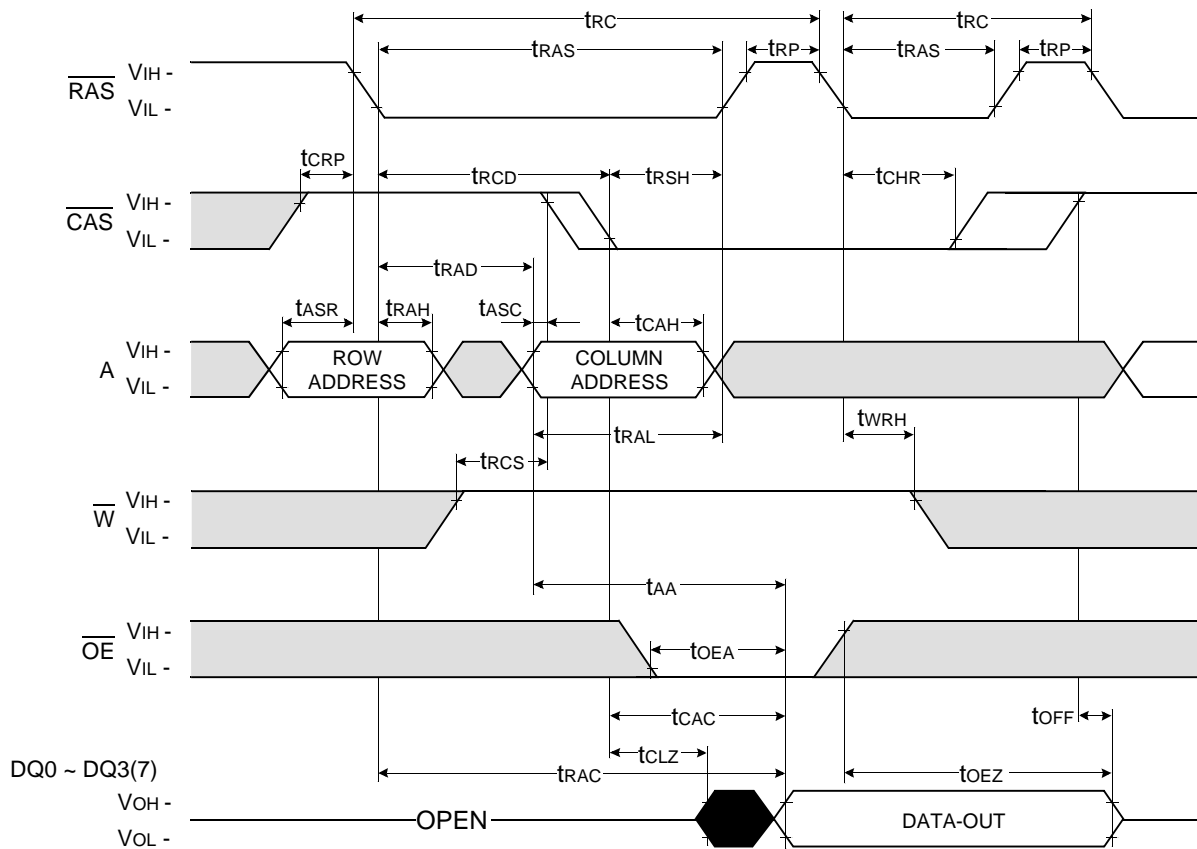 tRC tRC
tRAS tRP tRAS tRP
RAS VIH -
VIL -
tCRP tRCD tRSH tCHR
CAS VIH -
VIL -
tRAD
tASR tRAH tASC tCAH
A VIH -
VIL -
ROW
ADDRESS
COLUMN
ADDRESS
tWRH
tRAL
tRCS
W VIH -
VIL -
tAA
OE VIH -
VIL -
tOEA
tCAC tOFF
tCLZ
DQ0 ~ DQ3(7)
tRAC tOEZ
VOH -
VOL -
OPEN DATA-OUT